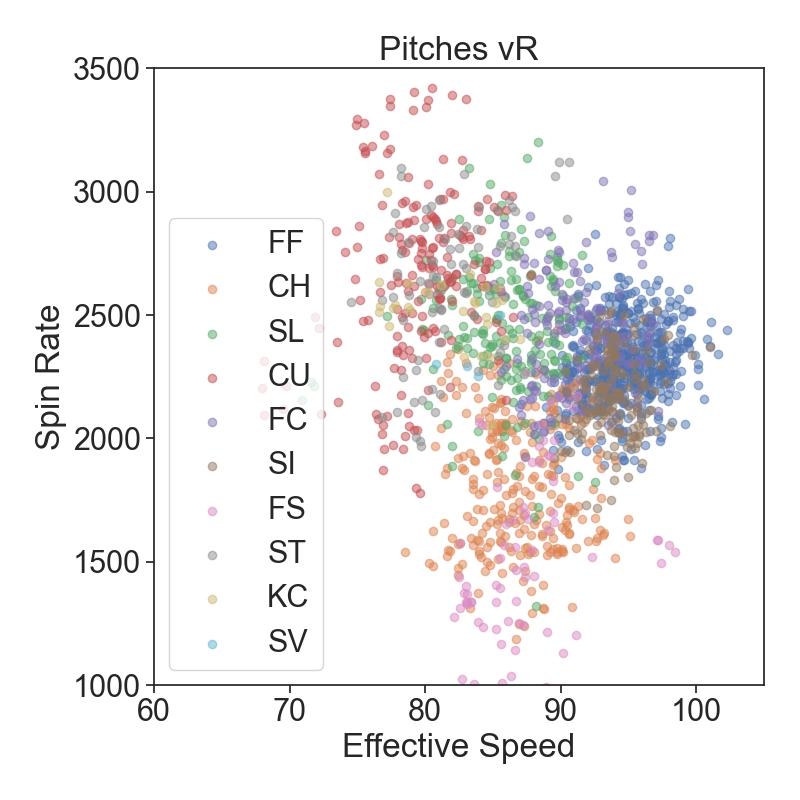 Pitches vR
3500
3000
2500
2000
1500
1000
Spin Rate
FF
CH
SL
CU
FC
SI
FS
ST
KC
SV
60 70 80 90 100
Effective Speed